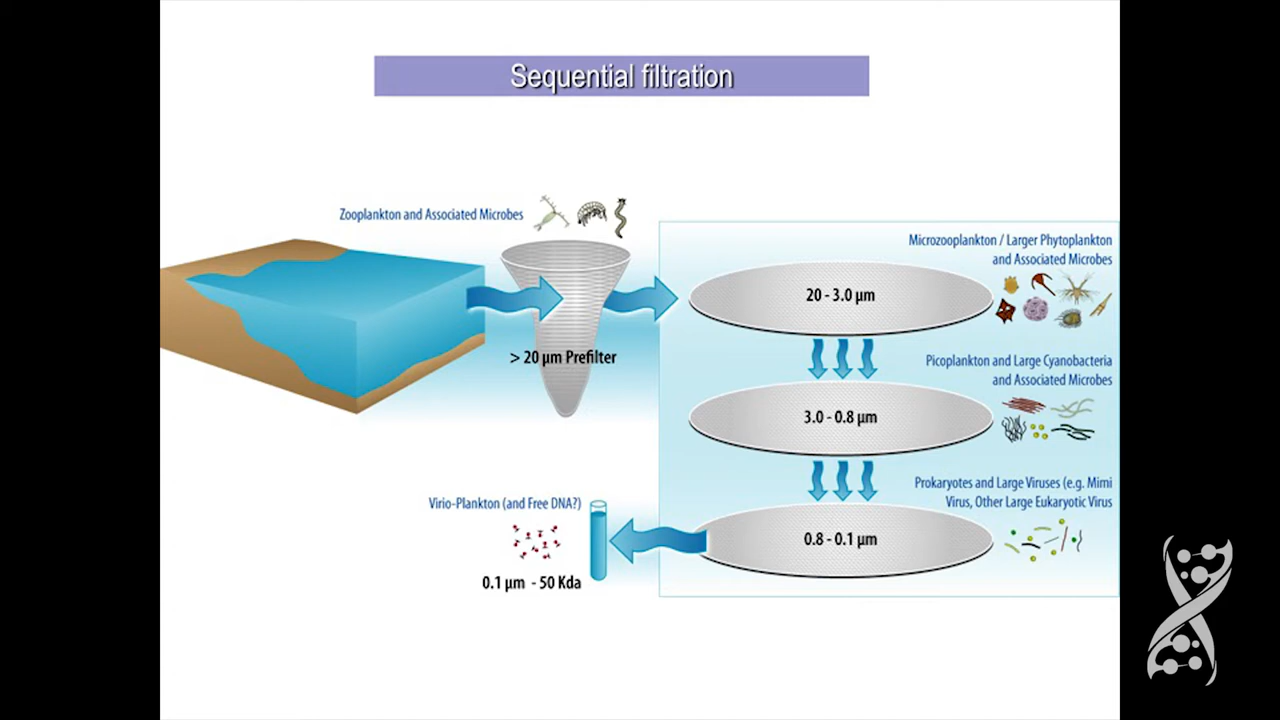 Sequential filtration
Zooplankton and Associated Microbes
> 20 µm Prefilter
Microzooplankton / Larger Phytoplankton
and Associated Microbes
20 - 3.0 µm
Picoplankton and Large Cyanobacteria
and Associated Microbes
3.0 - 0.8 µm
Prokaryotes and Large Viruses (e.g. Mimi
Virus, Other Large Eukaryotic Virus
0.8 - 0.1 µm
Virio-Plankton (and Free DNA?)
0.1 µm - 50 Kda